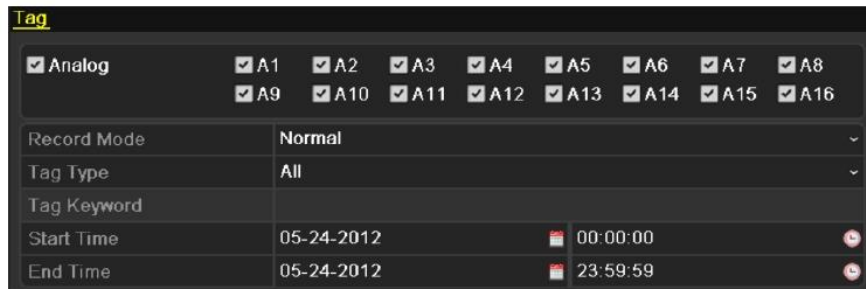 Tag
Analog A1 A2 A3 A4 A5 A6 A7 A8
A9 A10 A11 A12 A13 A14 A15 A16
Record Mode Normal
Tag Type All
Tag Keyword
Start Time 05-24-2012 00:00:00
End Time 05-24-2012 23:59:59